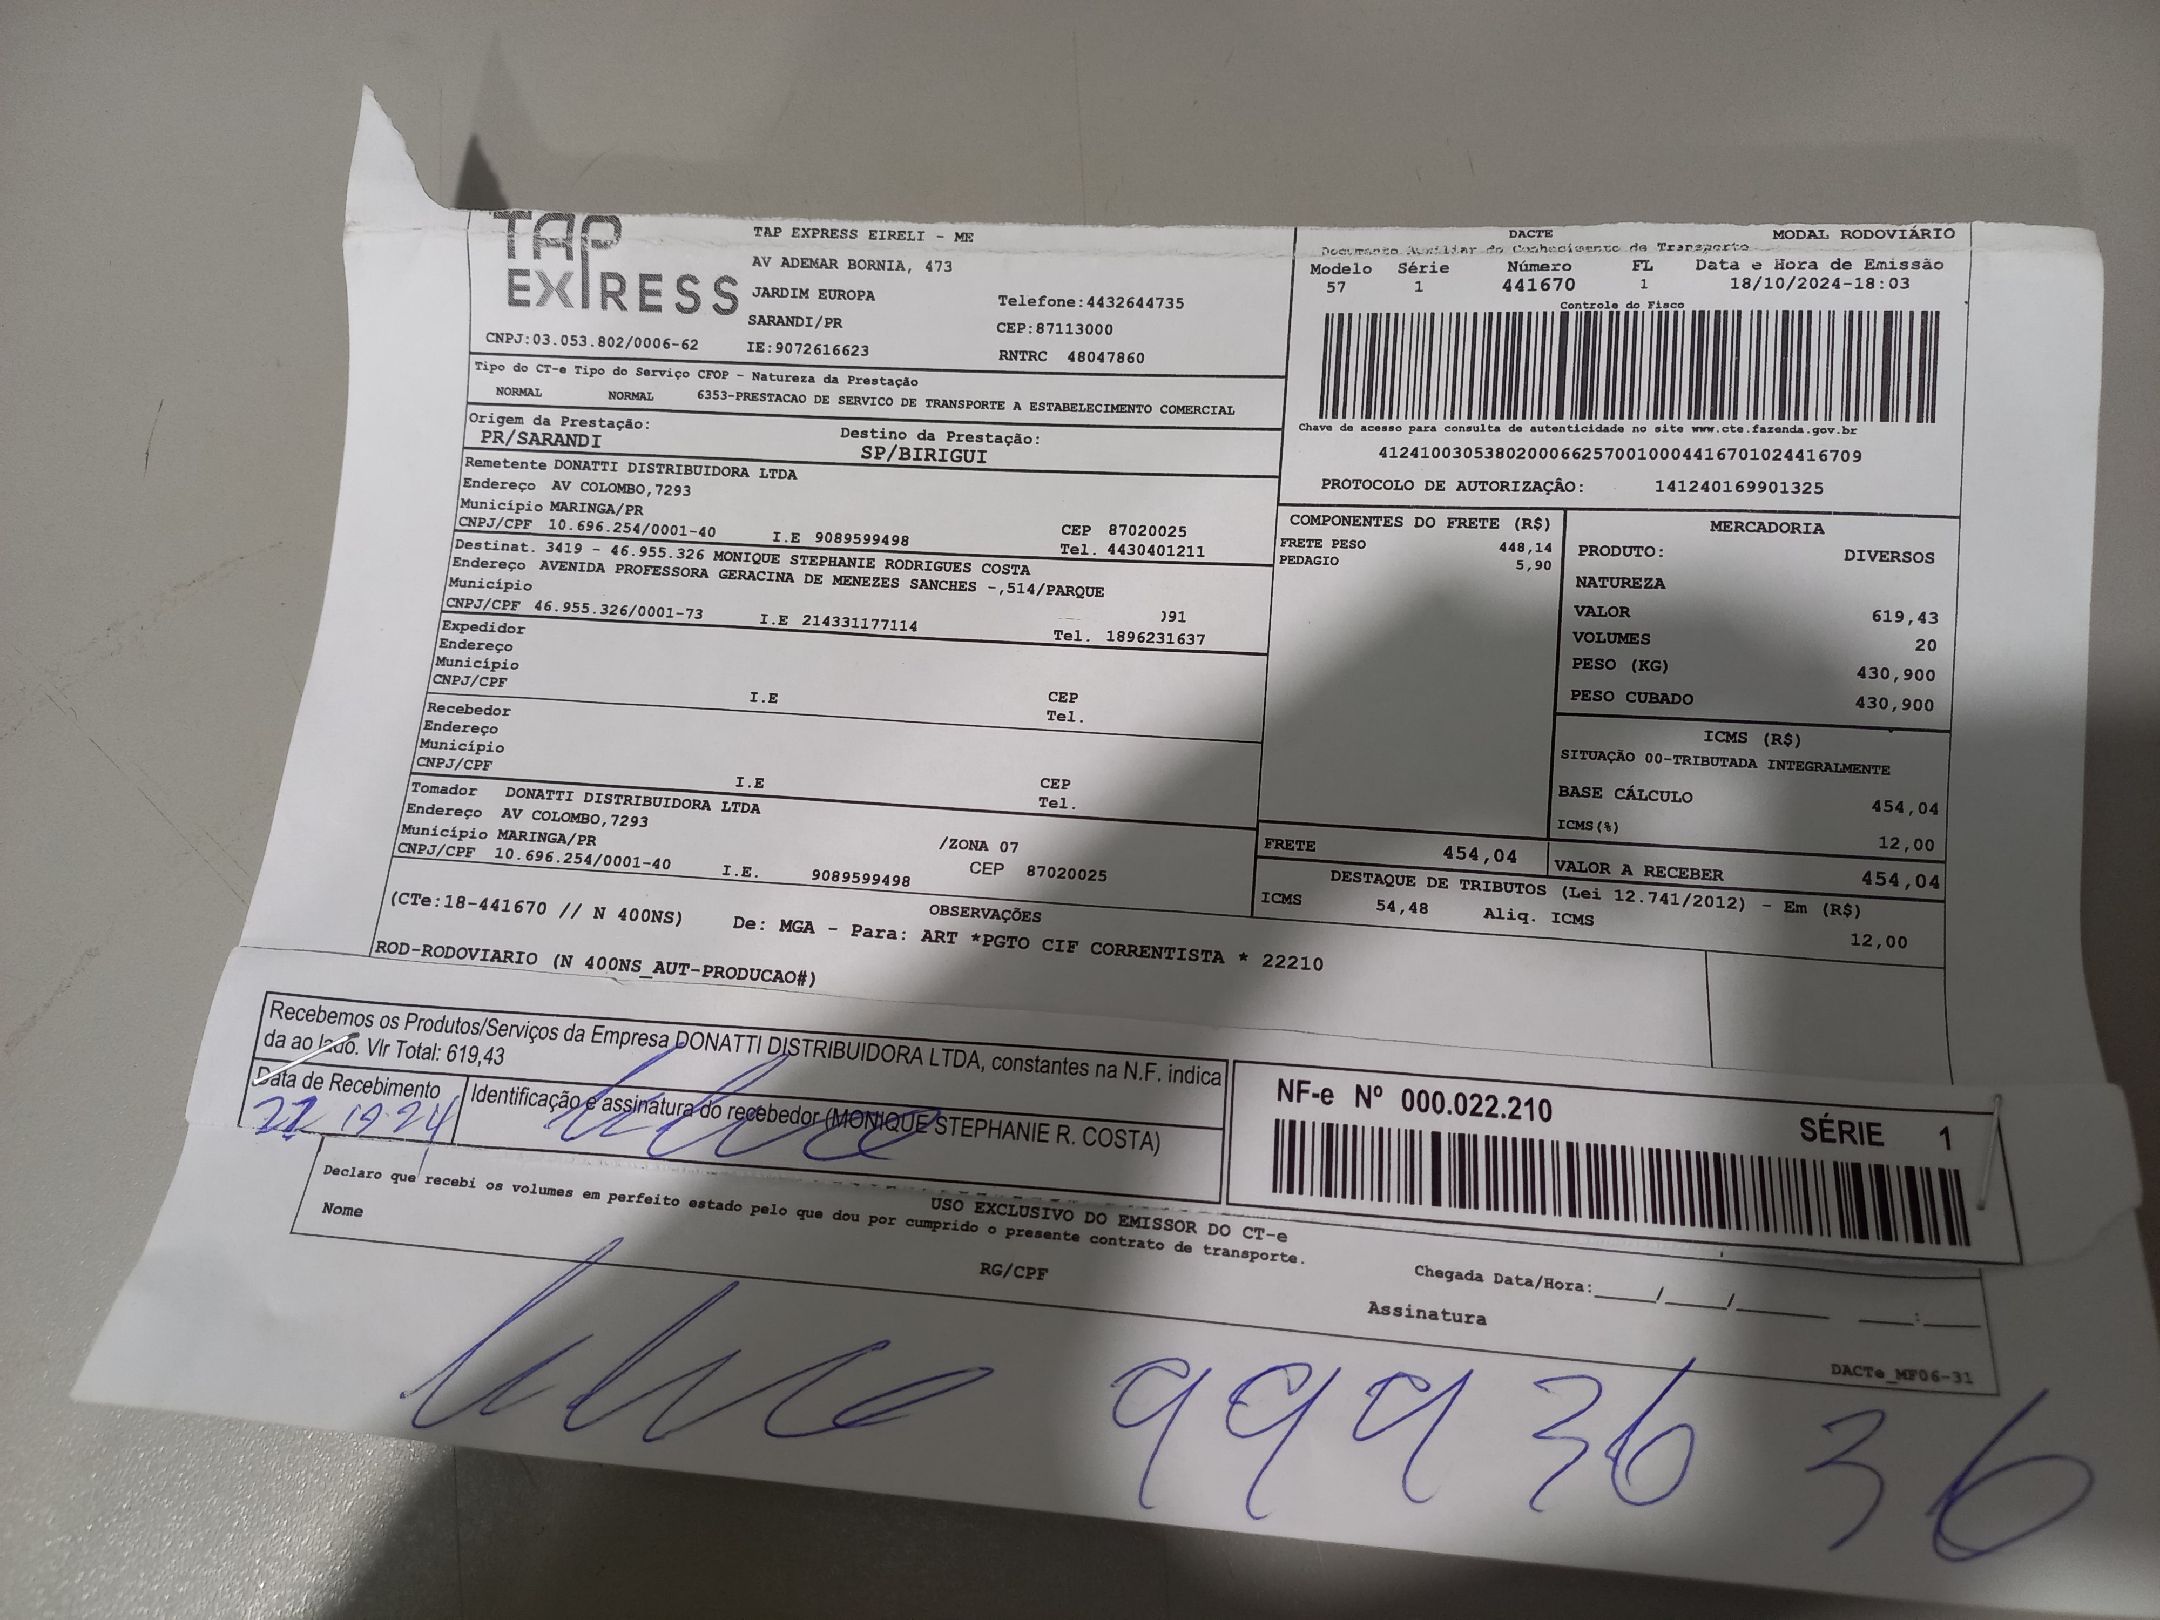 TAP
EXPRESS
TAP EXPRESS EIRELI - ME
AV ADEMAR BORNIA, 473
JARDIM EUROPA
Telefone:4432644735
SARANDI/PR
CEP:87113000
CNPJ:03.053.802/0006-62
IE:9072616623
RNTRC 48047860
DACTE
MODAL RODOVIÁRIO
Documento Auxiliar do Conhecimento de Transporte
Modelo Série Número FL Data e Hora de Emissão
57 1 441670 1 18/10/2024-18:03
Controle do Fisco
Chave de acesso para consulta de autenticidade no site www.cte.fazenda.gov.br
41241003053802000662570010004416701024416709
PROTOCOLO DE AUTORIZAÇÂO: 141240169901325
Tipo do CT-e Tipo do Serviço CFOP - Natureza da Prestação
NORMAL NORMAL 6353-PRESTACAO DE SERVICO DE TRANSPORTE A ESTABELECIMENTO COMERCIAL
Origem da Prestação: Destino da Prestação:
PR/SARANDI SP/BIRIGUI
Remetente DONATTI DISTRIBUIDORA LTDA
Endereço AV COLOMBO,7293
Município MARINGA/PR CEP 87020025
CNPJ/CPF 10.696.254/0001-40 I.E 9089599498 Tel. 4430401211
Destinat. 3419 - 46.955.326 MONIQUE STEPHANIE RODRIGUES COSTA
Endereço AVENIDA PROFESSORA GERACINA DE MENEZES SANCHES -,514/PARQUE
Município )91
CNPJ/CPF 46.955.326/0001-73 I.E 214331177114 Tel. 1896231637
Expedidor
Endereço
Município CEP
CNPJ/CPF I.E Tel.
Recebedor
Endereço
Município CEP
CNPJ/CPF I.E Tel.
Tomador DONATTI DISTRIBUIDORA LTDA
Endereço AV COLOMBO,7293 /ZONA 07
Município MARINGA/PR CEP 87020025
CNPJ/CPF 10.696.254/0001-40 I.E. 9089599498
COMPONENTES DO FRETE (R$)
FRETE PESO 448,14
PEDAGIO 5,90
MERCADORIA
PRODUTO: DIVERSOS
NATUREZA
VALOR 619,43
VOLUMES 20
PESO (KG) 430,900
PESO CUBADO 430,900
ICMS (R$)
SITUAÇÃO 00-TRIBUTADA INTEGRALMENTE
BASE CÁLCULO 454,04
ICMS(%) 12,00
FRETE 454,04
VALOR A RECEBER 454,04
DESTAQUE DE TRIBUTOS (Lei 12.741/2012) - Em (R$)
ICMS 54,48 Aliq. ICMS 12,00
OBSERVAÇÕES
(CTe:18-441670 // N 400NS) De: MGA - Para: ART *PGTO CIF CORRENTISTA * 22210
ROD-RODOVIARIO (N 400NS_AUT-PRODUCAO#)
Recebemos os Produtos/Serviços da Empresa DONATTI DISTRIBUIDORA LTDA, constantes na N.F. indica
da ao lado. Vlr Total: 619,43
Data de Recebimento
Identificação e assinatura do recebedor (MONIQUE STEPHANIE R. COSTA)
NF-e Nº 000.022.210
SÉRIE 1
USO EXCLUSIVO DO EMISSOR DO CT-e
Declaro que recebi os volumes em perfeito estado pelo que dou por cumprido o presente contrato de transporte.
Nome RG/CPF
Chegada Data/Hora:____/____/______ ___:____
Assinatura
DACTe_MF06-31
999 36 36